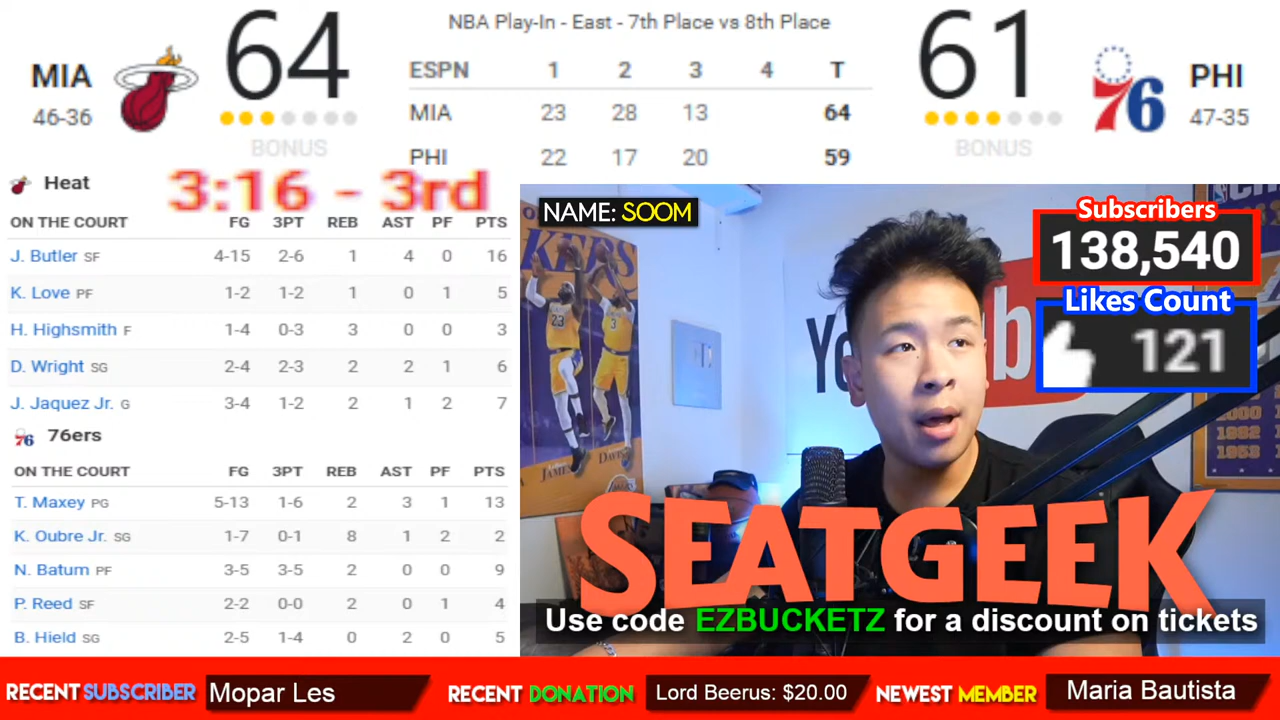 NBA Play-In - East - 7th Place vs 8th Place
MIA 64 61 PHI
46-36 47-35
BONUS BONUS
ESPN 1 2 3 4 T
MIA 23 28 13 64
PHI 22 17 20 59
3:16 - 3rd
Heat
ON THE COURT FG 3PT REB AST PF PTS
J. Butler SF 4-15 2-6 1 4 0 16
K. Love PF 1-2 1-2 1 0 1 5
H. Highsmith F 1-4 0-3 3 0 0 3
D. Wright SG 2-4 2-3 2 2 1 6
J. Jaquez Jr. G 3-4 1-2 2 1 2 7
76 76ers
ON THE COURT FG 3PT REB AST PF PTS
T. Maxey PG 5-13 1-6 2 3 1 13
K. Oubre Jr. SG 1-7 0-1 8 1 2 2
N. Batum PF 3-5 3-5 2 0 0 9
P. Reed SF 2-2 0-0 2 0 1 4
B. Hield SG 2-5 1-4 0 2 0 5
76
NAME: SOOM
Subscribers
138,540
Likes Count
121
KERS
23
3
JAMES
DAVIS
SEATGEEK
Use code EZBUCKETZ for a discount on tickets
RECENT SUBSCRIBER Mopar Les
RECENT DONATION Lord Beerus: $20.00
NEWEST MEMBER Maria Bautista